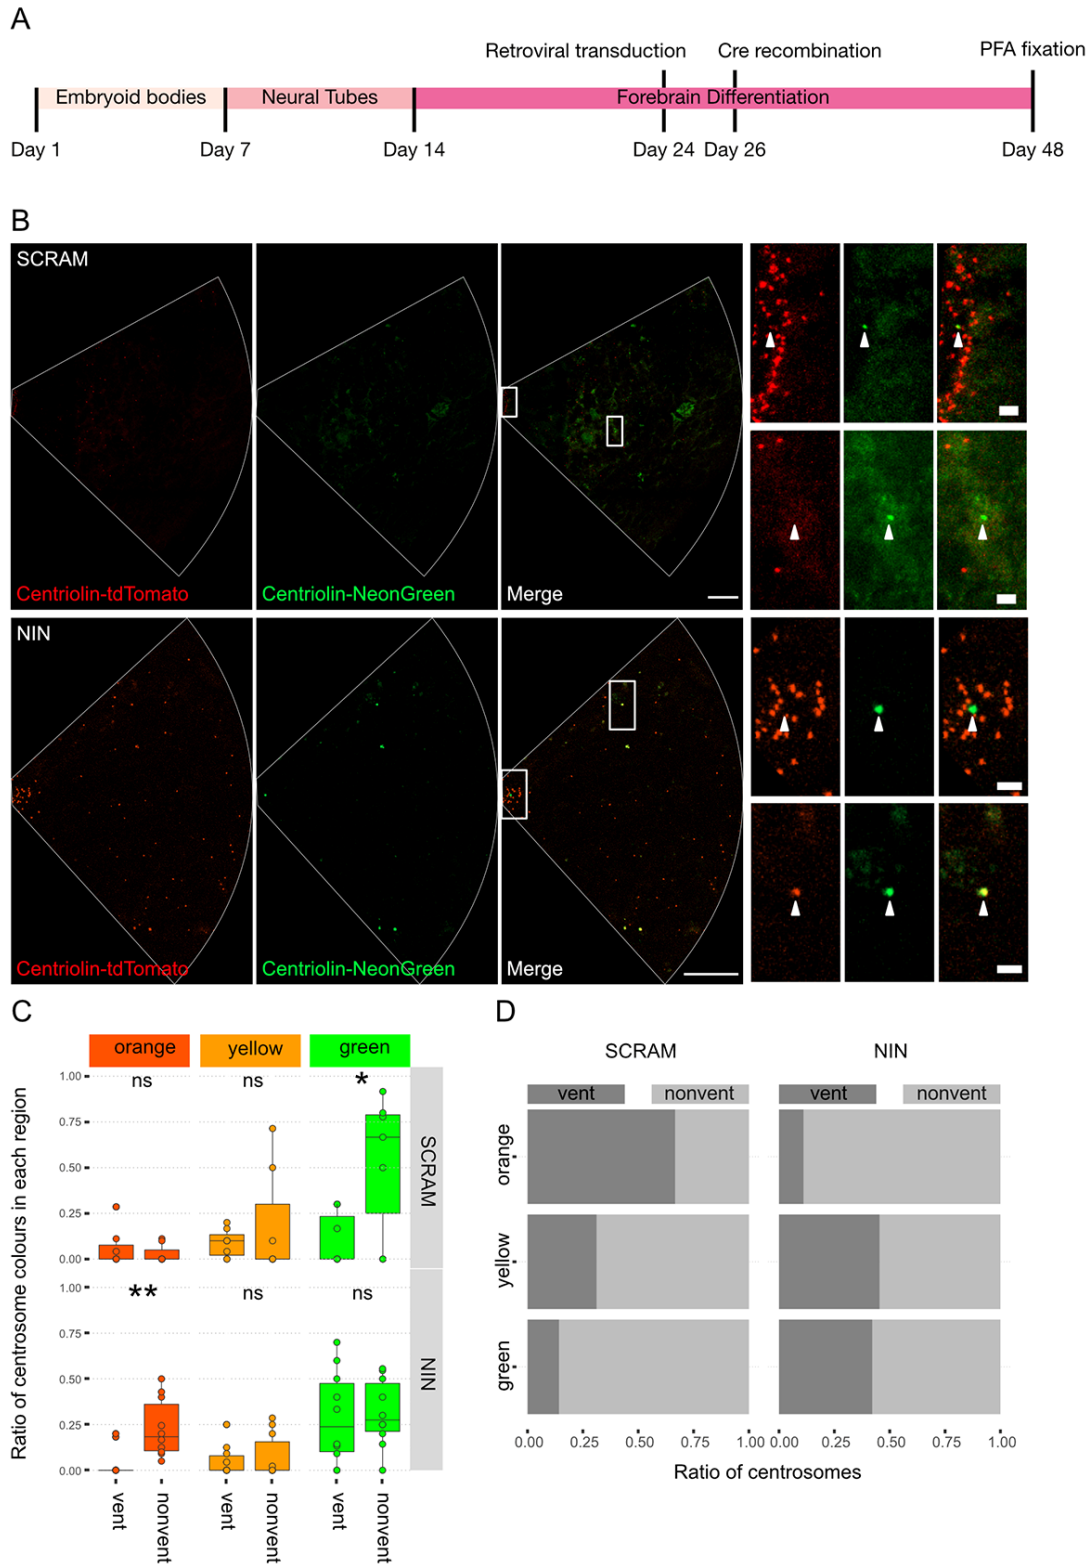 A
Retroviral transduction Cre recombination PFA fixation
Embryoid bodies Neural Tubes Forebrain Differentiation
Day 1 Day 7 Day 14 Day 24 Day 26 Day 48
B
SCRAM
Centriolin-tdTomato Centriolin-NeonGreen Merge
NIN
Centriolin-tdTomato Centriolin-NeonGreen Merge
C
Ratio of centrosome colours in each region
orange yellow green
ns ns *
1.00
0.75
0.50
0.25
0.00
SCRAM
** ns ns
1.00
0.75
0.50
0.25
0.00
NIN
vent nonvent vent nonvent vent nonvent
D
SCRAM NIN
vent nonvent vent nonvent
orange
yellow
green
0.00 0.25 0.50 0.75 1.00 0.00 0.25 0.50 0.75 1.00
Ratio of centrosomes